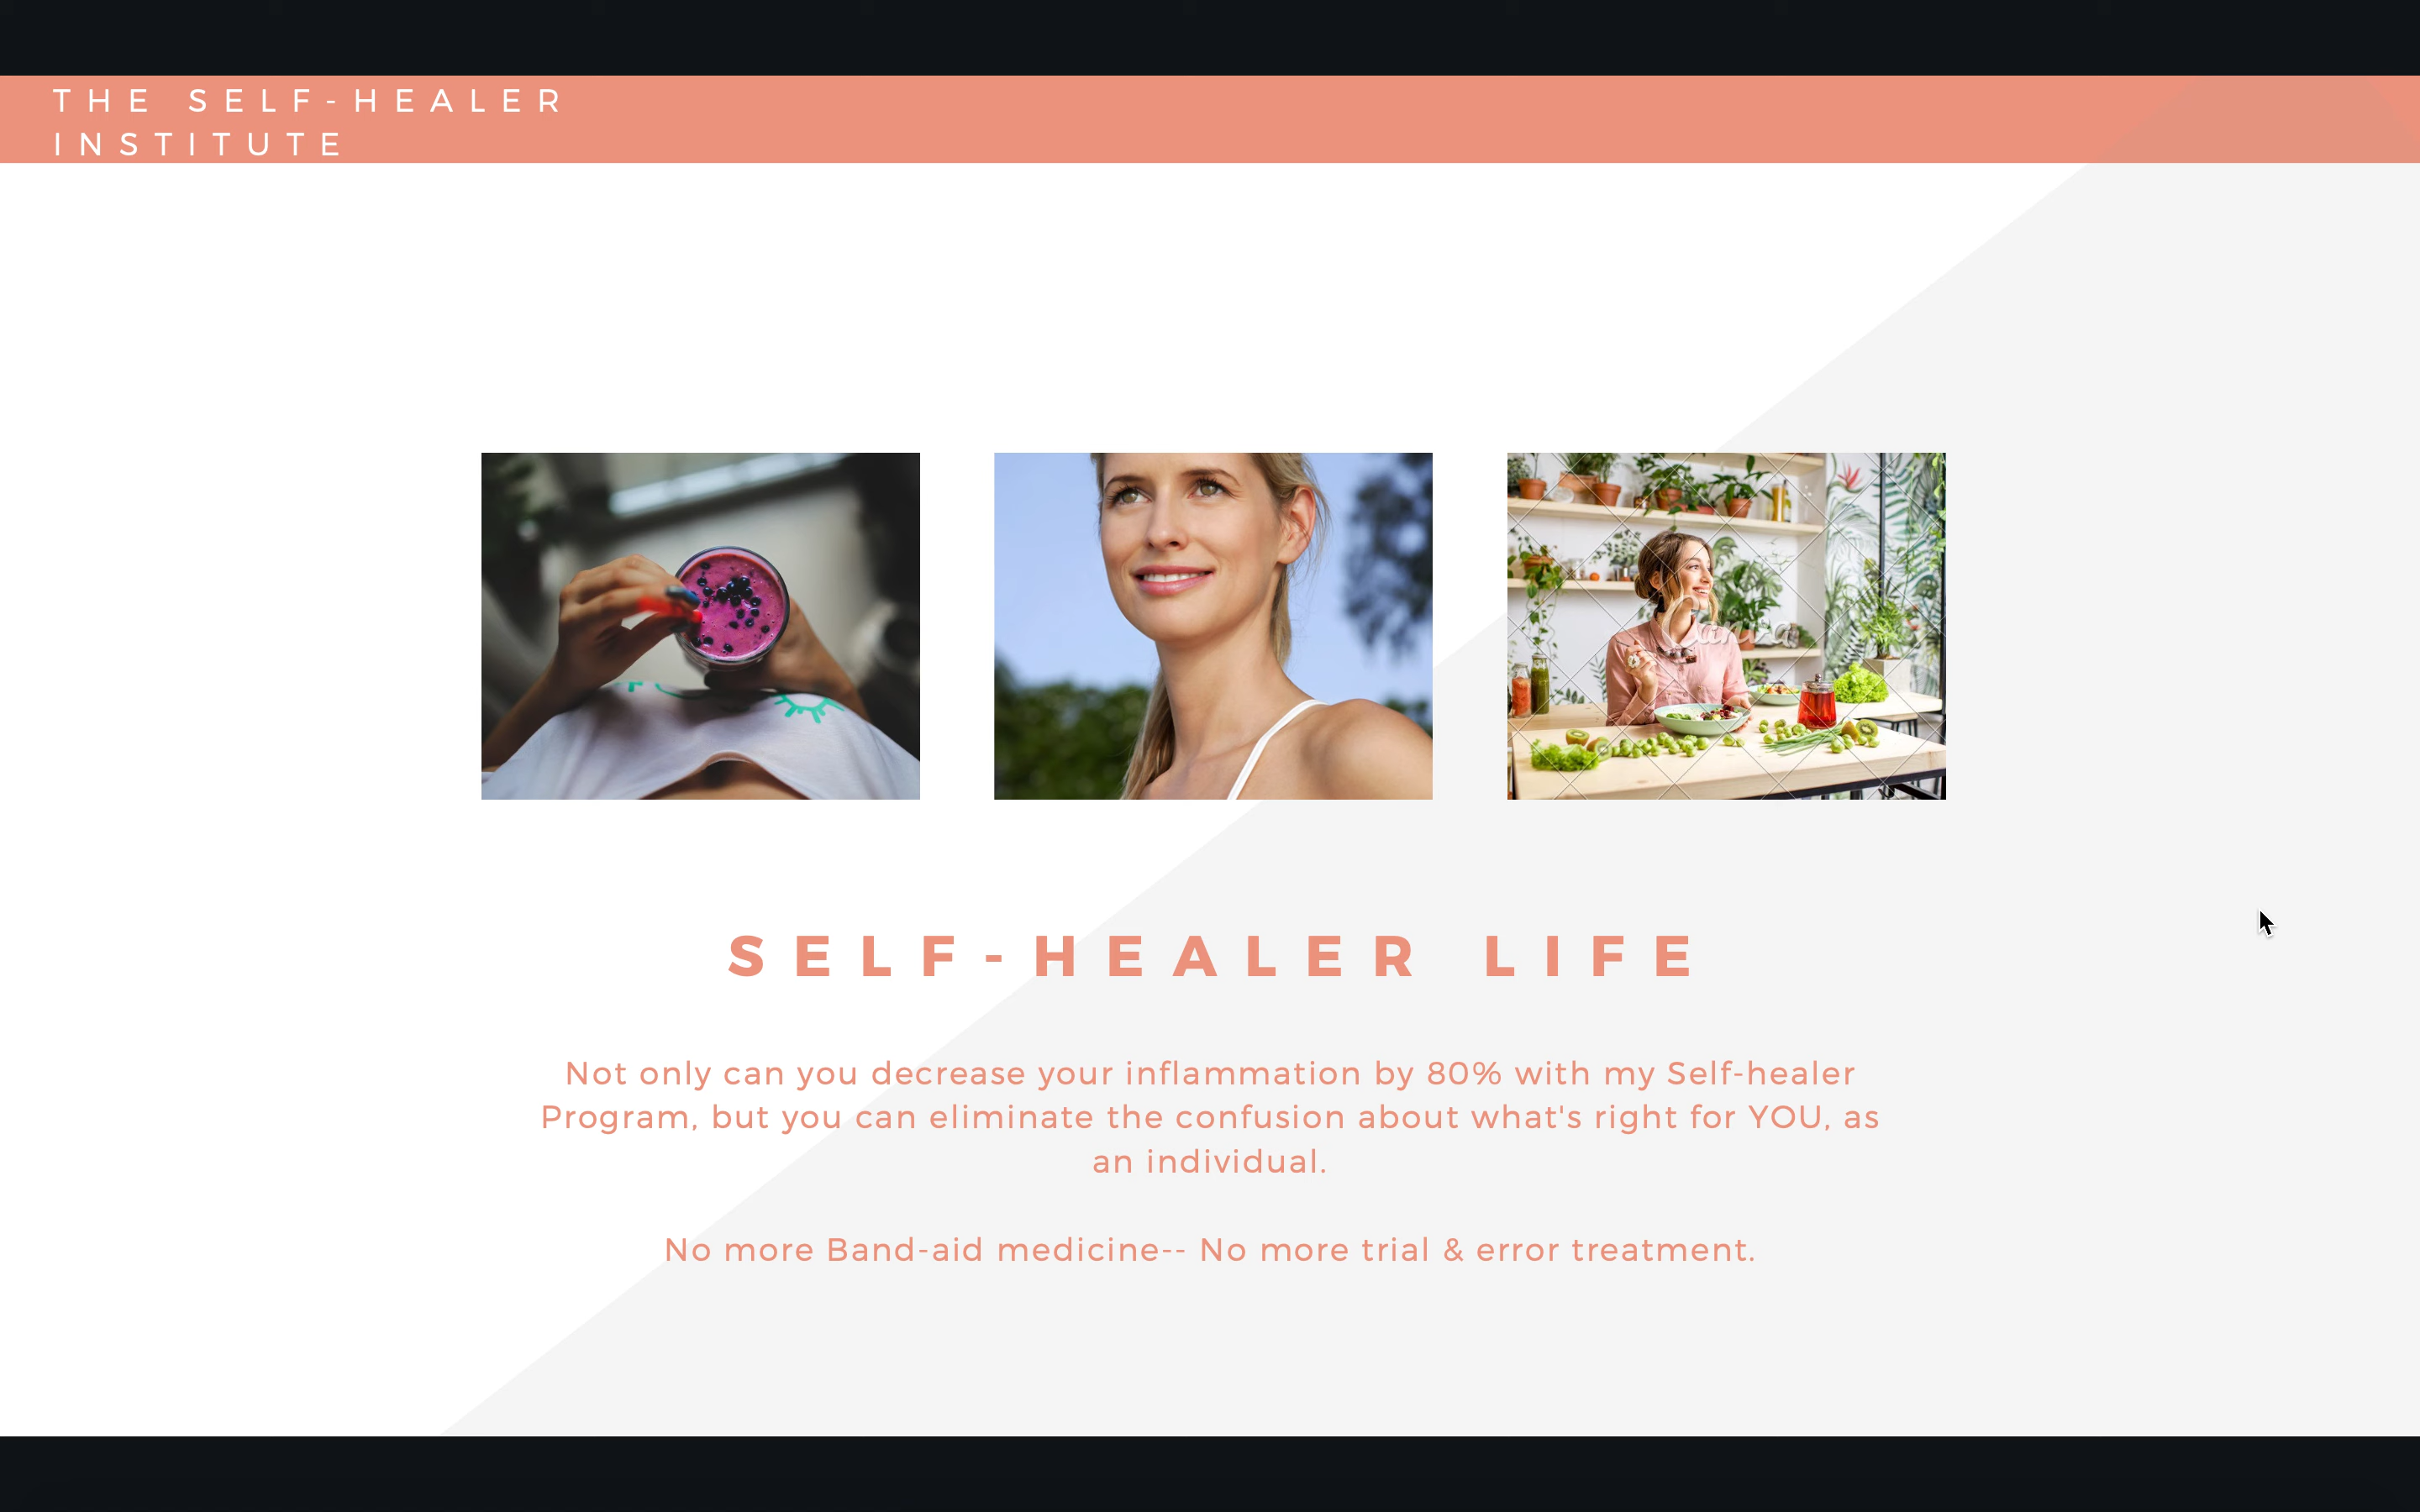 THE SELF-HEALER
INSTITUTE
Canva
SELF-HEALER LIFE
Not only can you decrease your inflammation by 80% with my Self-healer
Program, but you can eliminate the confusion about what's right for YOU, as
an individual.
No more Band-aid medicine-- No more trial & error treatment.